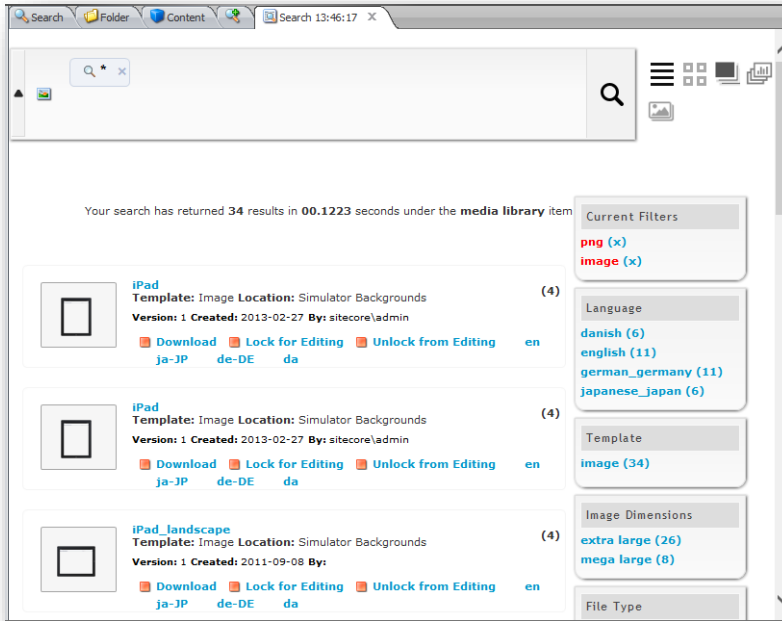 Search Folder Content Search 13:46:17 X
* x
Your search has returned 34 results in 00.1223 seconds under the media library item
iPad (4)
Template: Image Location: Simulator Backgrounds
Version: 1 Created: 2013-02-27 By: sitecore\admin
Download Lock for Editing Unlock from Editing en
ja-JP de-DE da
iPad (4)
Template: Image Location: Simulator Backgrounds
Version: 1 Created: 2013-02-27 By: sitecore\admin
Download Lock for Editing Unlock from Editing en
ja-JP de-DE da
iPad_landscape (4)
Template: Image Location: Simulator Backgrounds
Version: 1 Created: 2011-09-08 By:
Download Lock for Editing Unlock from Editing en
ja-JP de-DE da
Current Filters
png (x)
image (x)
Language
danish (6)
english (11)
german_germany (11)
japanese_japan (6)
Template
image (34)
Image Dimensions
extra large (26)
mega large (8)
File Type